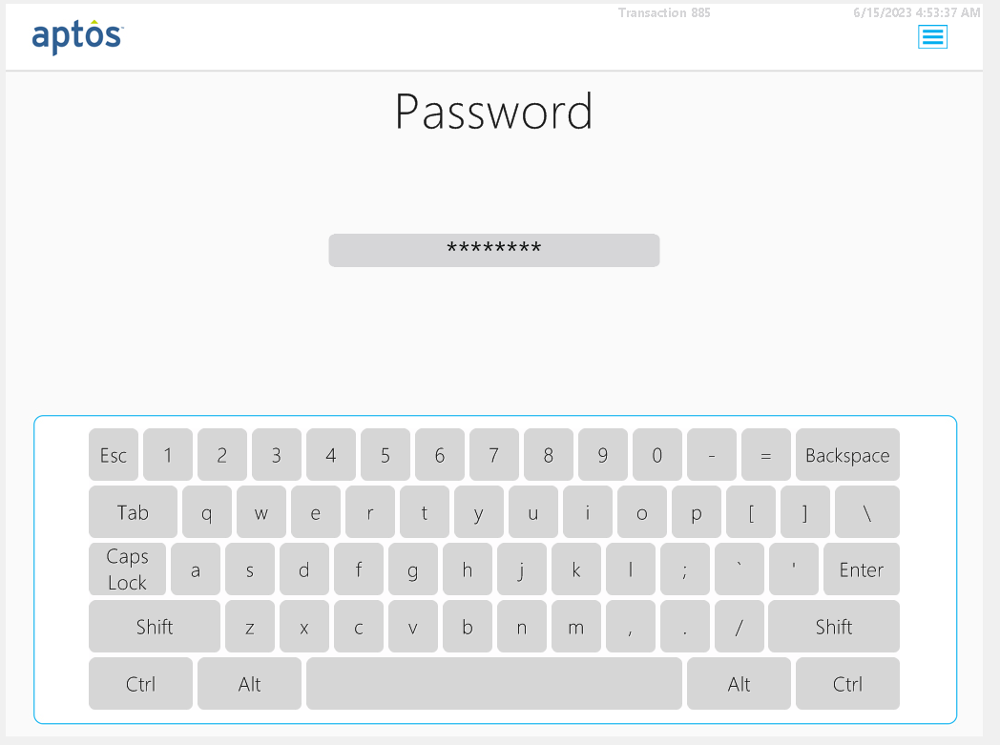 Transaction 885 6/15/2023 4:53:37 AM
aptos
Password
********
Esc 1 2 3 4 5 6 7 8 9 0 - = Backspace
Tab q w e r t y u i o p [ ] \
Caps Lock a s d f g h j k l ; ` ' Enter
Shift z x c v b n m , . / Shift
Ctrl Alt Alt Ctrl